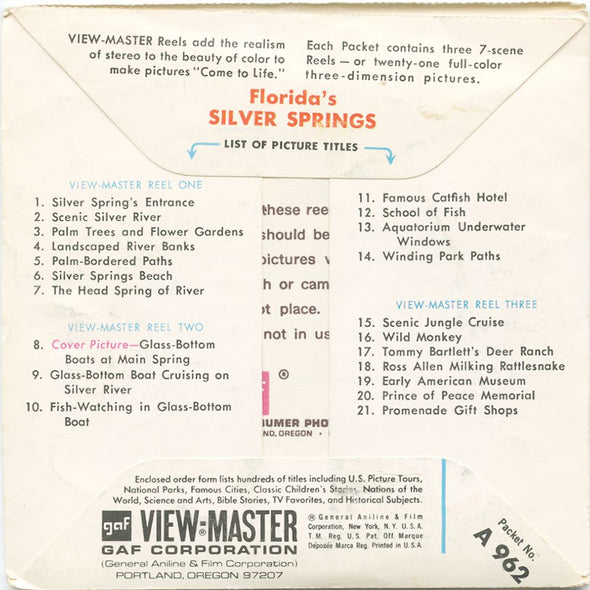 VIEW-MASTER Reels add the realism
of stereo to the beauty of color to
make pictures "Come to Life."
Each Packet contains three 7-scene
Reels — or twenty-one full-color
three-dimension pictures.
Florida's
SILVER SPRINGS
LIST OF PICTURE TITLES
VIEW-MASTER REEL ONE
1. Silver Spring's Entrance
2. Scenic Silver River
3. Palm Trees and Flower Gardens
4. Landscaped River Banks
5. Palm-Bordered Paths
6. Silver Springs Beach
7. The Head Spring of River
VIEW-MASTER REEL TWO
8. Cover Picture—Glass-Bottom
Boats at Main Spring
9. Glass-Bottom Boat Cruising on
Silver River
10. Fish-Watching in Glass-Bottom
Boat
these ree
should be
pictures
h or cam
ot place.
not in us
®
UMER PHO
ND, OREGON •
11. Famous Catfish Hotel
12. School of Fish
13. Aquatorium Underwater
Windows
14. Winding Park Paths
VIEW-MASTER REEL THREE
15. Scenic Jungle Cruise
16. Wild Monkey
17. Tommy Bartlett's Deer Ranch
18. Ross Allen Milking Rattlesnake
19. Early American Museum
20. Prince of Peace Memorial
21. Promenade Gift Shops
Enclosed order form lists hundreds of titles including U.S. Picture Tours,
National Parks, Famous Cities, Classic Children's Stories, Nations of the
World, Science and Arts, Bible Stories, TV Favorites, and Historical Subjects.
gaf VIEW-MASTER®
GAF CORPORATION
(General Aniline & Film Corporation)
PORTLAND, OREGON 97207
® General Aniline & Film
Corporation, New York, N.Y. U.S.A.
T.M. Reg. U.S. Pat. Off. Marque
Déposée Marca Reg. Printed in U.S.A.
Packet No.
A 962